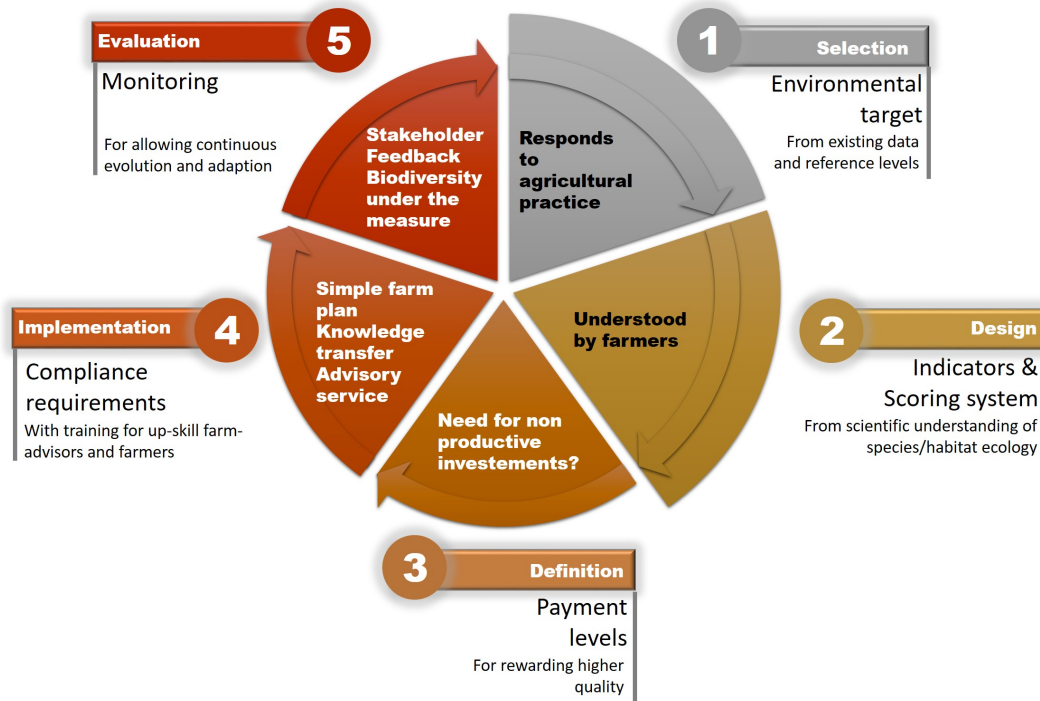 1
Selection
Environmental
target
From existing data
and reference levels
Responds
to
agricultural
practice
2
Design
Indicators &
Scoring system
From scientific understanding of
species/habitat ecology
Understood
by farmers
3
Definition
Payment
levels
For rewarding higher
quality
Need for non
productive
investements?
Implementation
4
Compliance
requirements
With training for up-skill farm-
advisors and farmers
Simple farm
plan
Knowledge
transfer
Advisory
service
Evaluation
5
Monitoring
For allowing continuous
evolution and adaption
Stakeholder
Feedback
Biodiversity
under the
measure